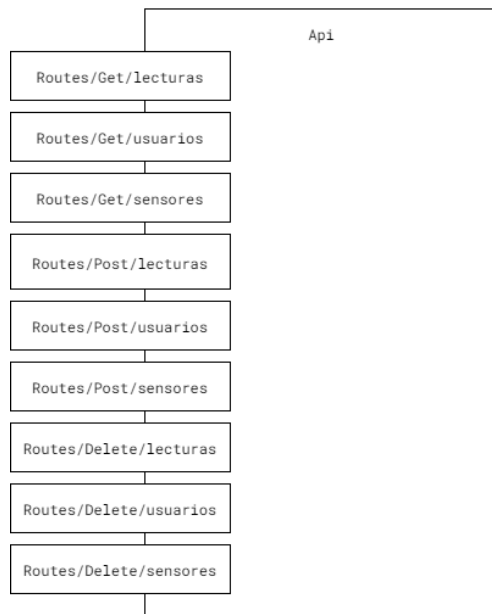 Api
Routes/Get/lecturas
Routes/Get/usuarios
Routes/Get/sensores
Routes/Post/lecturas
Routes/Post/usuarios
Routes/Post/sensores
Routes/Delete/lecturas
Routes/Delete/usuarios
Routes/Delete/sensores